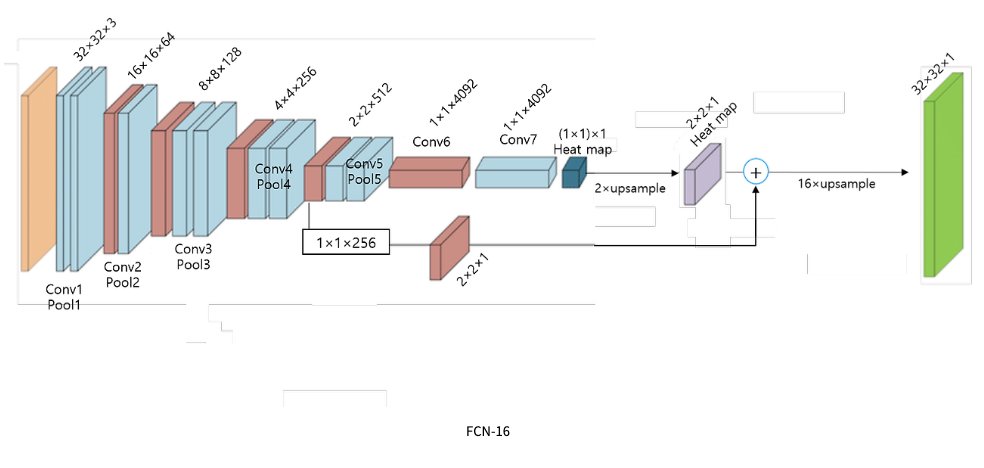 32×32×3
16×16×64
8×8×128
4×4×256
2×2×512
1×1×4092
1×1×4092
32×32×1
Conv6
Conv7
(1×1)×1
Heat map
2×2×1
Heat map
Conv4
Pool4
Conv5
Pool5
+
2×upsample
16×upsample
1×1×256
2×2×1
Conv3
Pool3
Conv2
Pool2
Conv1
Pool1
FCN-16